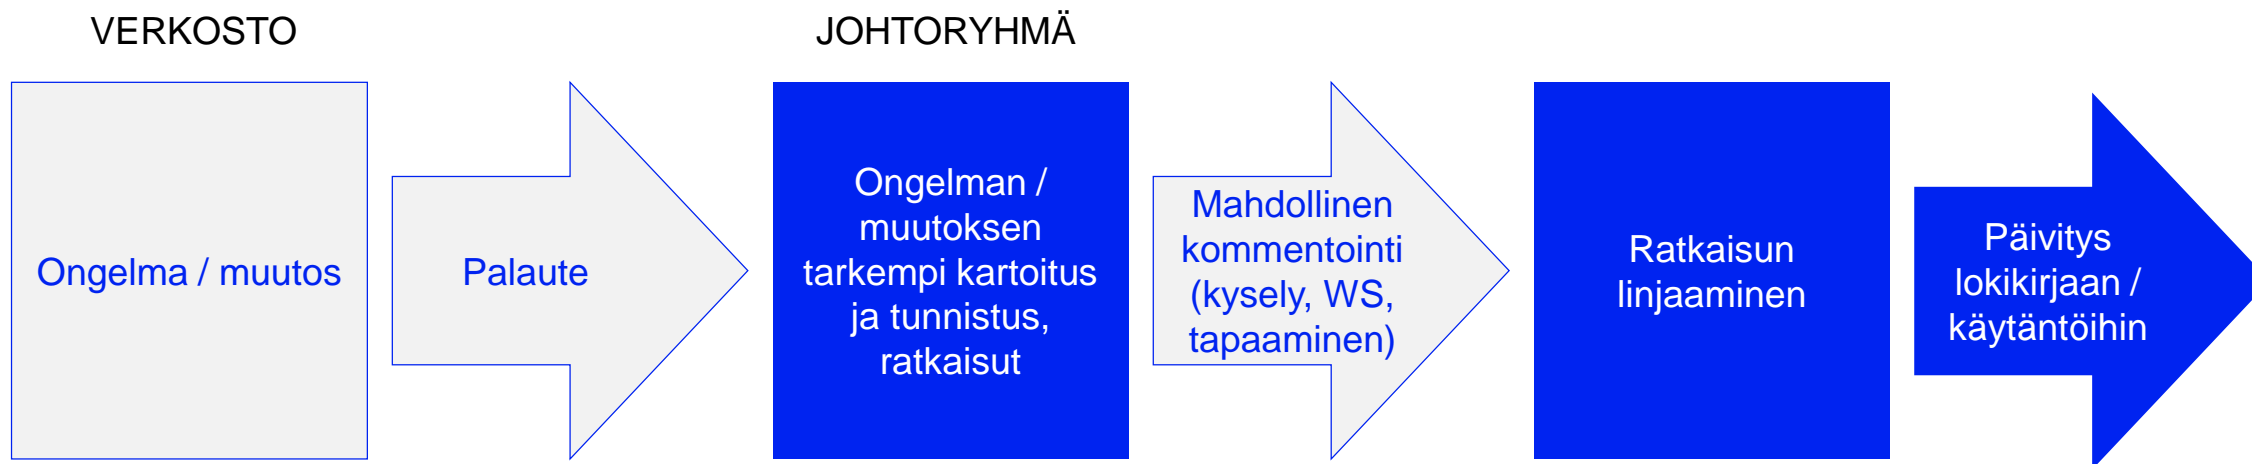 VERKOSTO
JOHTORYHMÄ
Ongelma / muutos
Palaute
Ongelman /
muutoksen
tarkempi kartoitus
ja tunnistus,
ratkaisut
Mahdollinen
kommentointi
(kysely, WS,
tapaaminen)
Ratkaisun
linjaaminen
Päivitys
lokikirjaan /
käytäntöihin